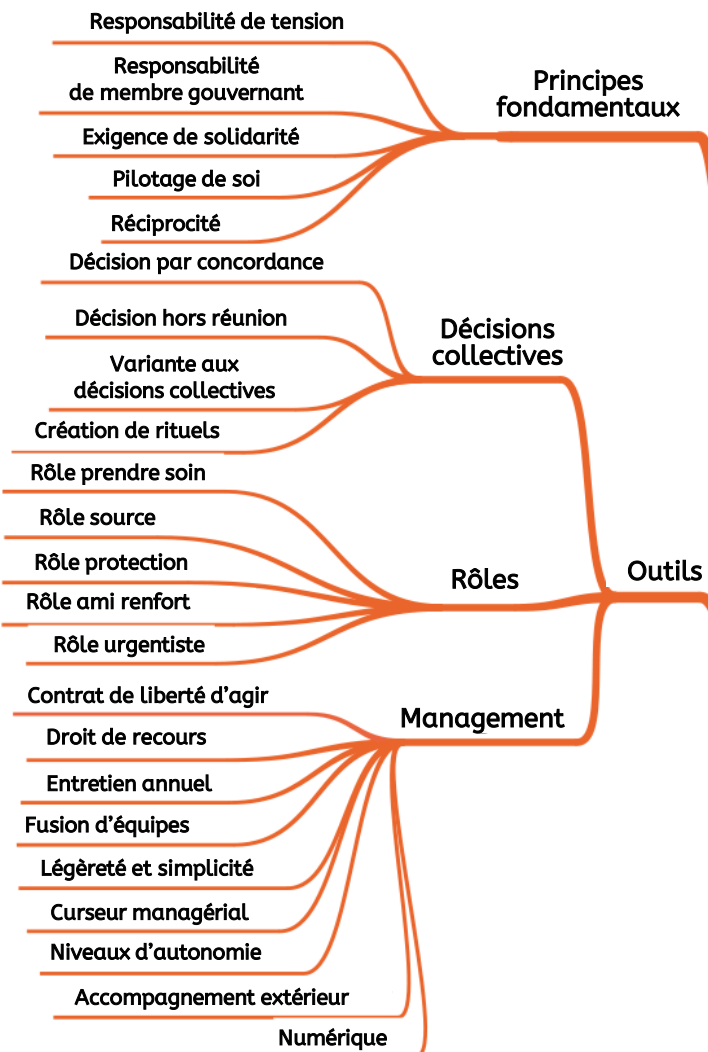 Responsabilité de tension
Responsabilité
de membre gouvernant
Exigence de solidarité
Pilotage de soi
Réciprocité
Principes
fondamentaux
Décision par concordance
Décision hors réunion
Variante aux
décisions collectives
Création de rituels
Décisions
collectives
Rôle prendre soin
Rôle source
Rôle protection
Rôle ami renfort
Rôle urgentiste
Rôles
Outils
Contrat de liberté d'agir
Droit de recours
Entretien annuel
Fusion d'équipes
Légèreté et simplicité
Curseur managérial
Niveaux d'autonomie
Accompagnement extérieur
Numérique
Management